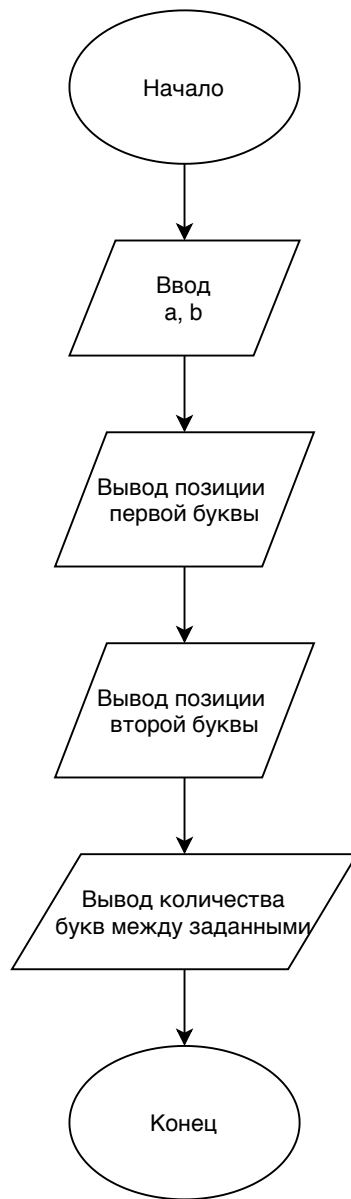 Начало
Ввод
a, b
Вывод позиции
первой буквы
Вывод позиции
второй буквы
Вывод количества
букв между заданными
Конец